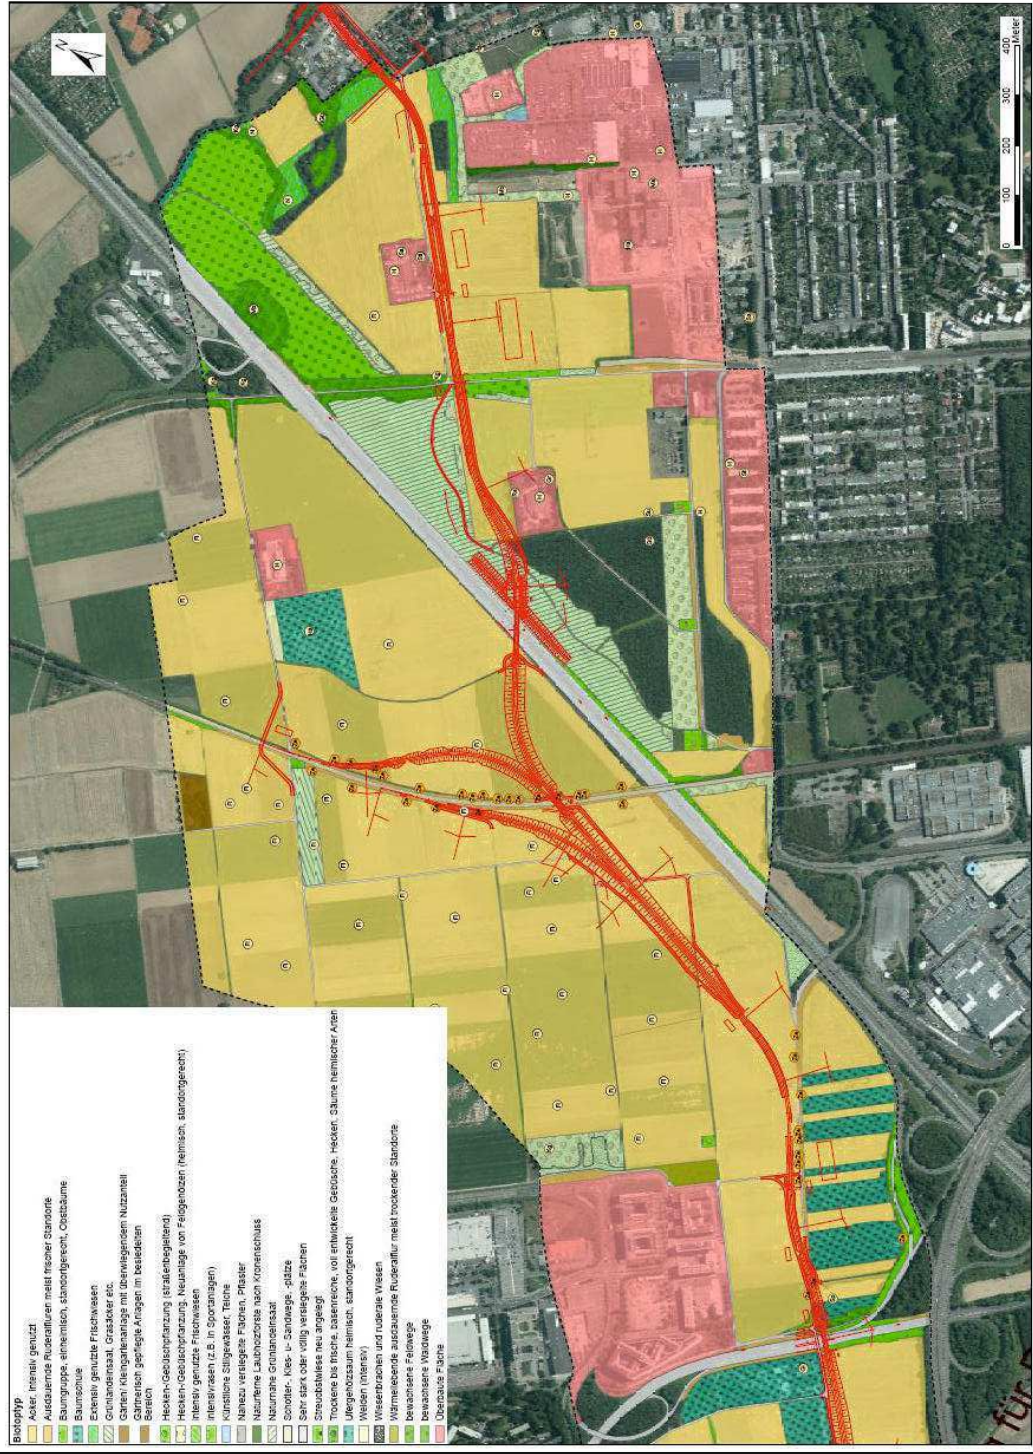 Biotoptyp
Acker, intensiv genutzt
Ausdauernde Ruderalfluren meist frischer Standorte
Baumgruppe, einheimisch, standortgerecht, Obstbäume
Baumschule
Extensiv genutzte Frischwiesen
Grünlandeinsaat, Grasäcker etc.
Gärten/Kleingartenanlage mit überwiegendem Nutzanteil
Gärtnerisch gepflegte Anlagen im besiedelten
Bereich
Hecken-/Gebüschpflanzung (straßenbegleitend)
Hecken-/Gebüschpflanzung, Neuanlage von Feldgehölzen (heimisch, standortgerecht)
Intensiv genutzte Frischwiesen
Intensivrasen (z.B. in Sportanlagen)
Künstliche Stillgewässer, Teiche
Nahezu versiegelte Flächen, Pflaster
Naturferne Laubholzforste nach Kronenschluss
Naturnahe Grünlandeinsaat
Schotter-, Kies- u- Sandwege, -plätze
Sehr stark oder völlig versiegelte Flächen
Streuobstwiese neu angelegt
Trockene bis frische, basenreiche, voll entwickelte Gebüsche, Hecken, Säume heimischer Arten
Ufergehölzsaum heimisch, standortgerecht
Weiden (intensiv)
Wiesenbrachen und ruderale Wiesen
Wärmeliebende ausdauernde Ruderalflur meist trockender Standorte
bewachsene Feldwege
bewachsene Waldwege
Überbaute Fläche
N
0 100 200 300 400
Meter
für